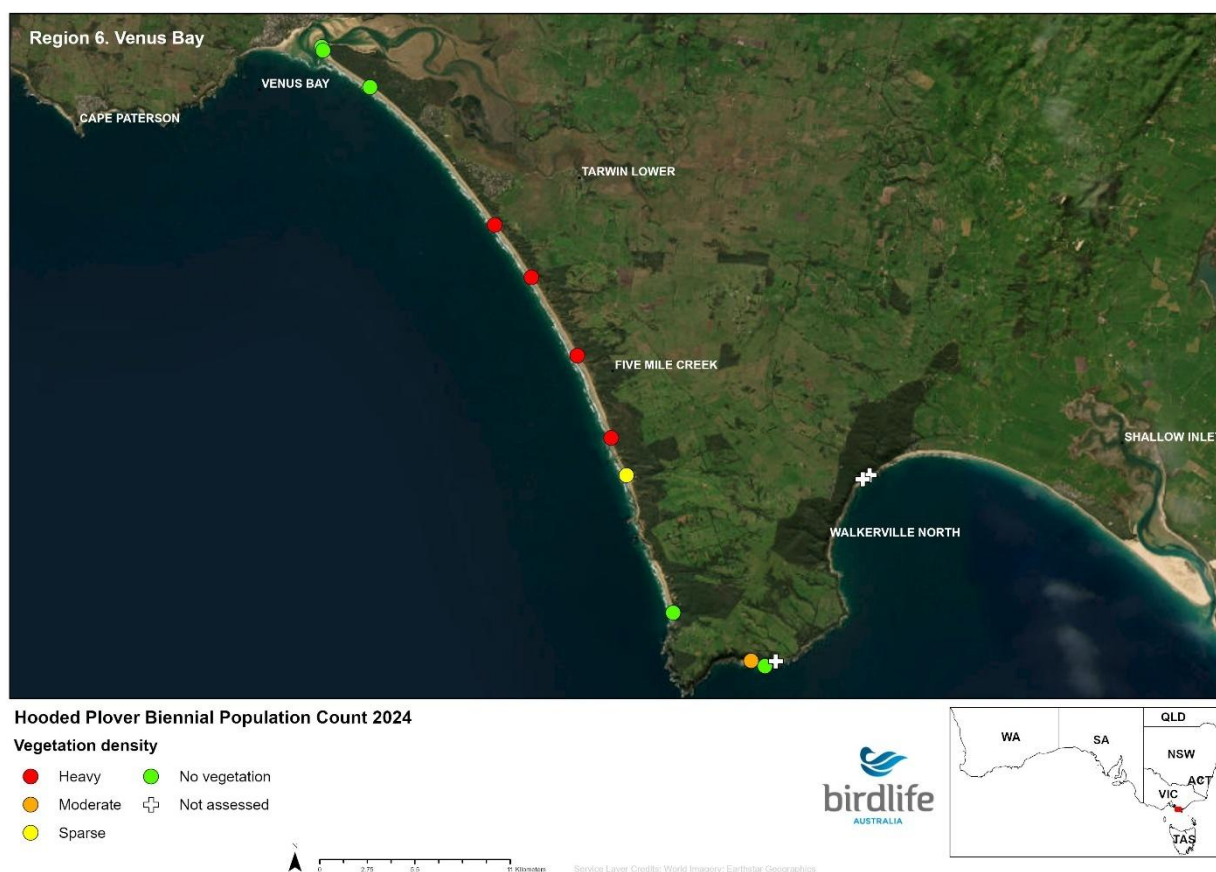 Region 6. Venus Bay
VENUS BAY
CAPE PATERSON
TARWIN LOWER
FIVE MILE CREEK
SHALLOW INLET
WALKERVILLE NORTH
Hooded Plover Biennial Population Count 2024
Vegetation density
Heavy
No vegetation
Moderate
Not assessed
Sparse
N
0 2.75 5.5 11 Kilometers
Service Layer Credits: World Imagery: Earthstar Geographics
birdlife
AUSTRALIA
WA
SA
QLD
NSW
ACT
VIC
TAS